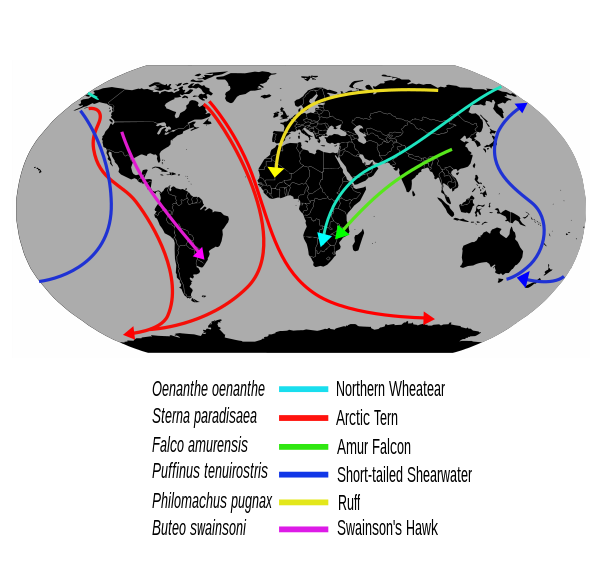 Oenanthe oenanthe Northern Wheatear
Sterna paradisaea Arctic Tern
Falco amurensis Amur Falcon
Puffinus tenuirostris Short-tailed Shearwater
Philomachus pugnax Ruff
Buteo swainsoni Swainson's Hawk